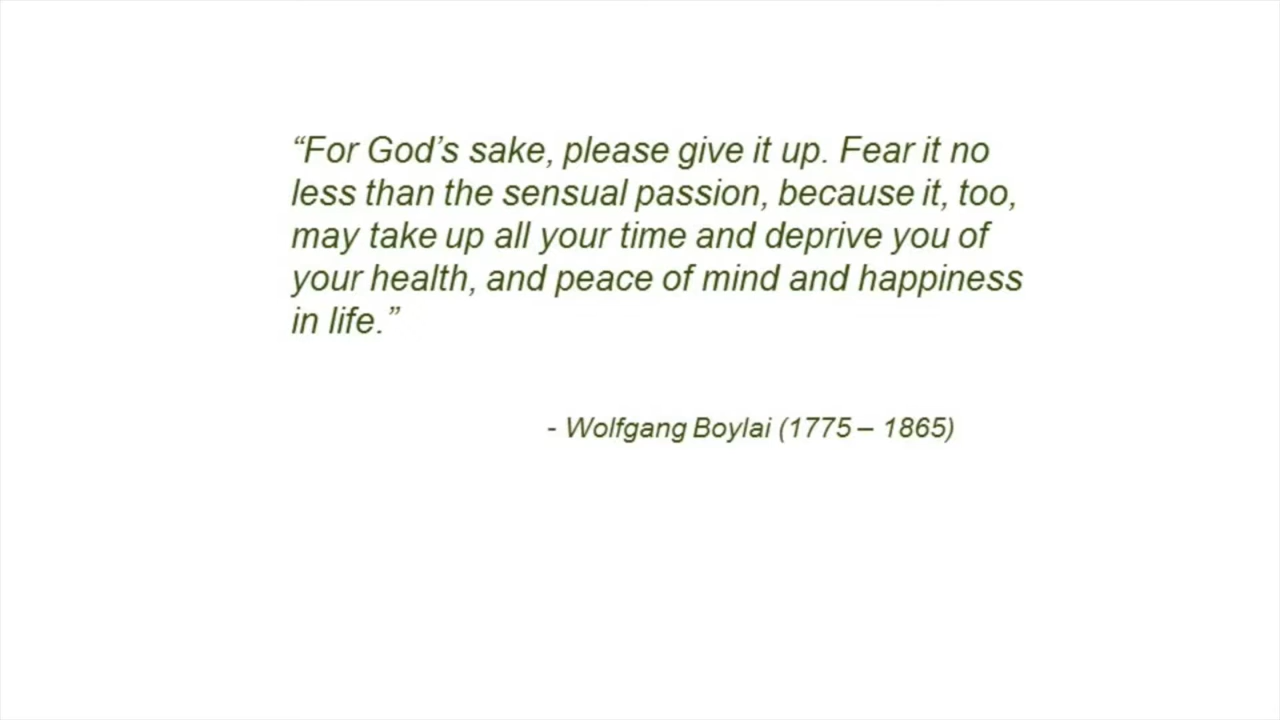 “For God’s sake, please give it up. Fear it no
less than the sensual passion, because it, too,
may take up all your time and deprive you of
your health, and peace of mind and happiness
in life.”
- Wolfgang Boylai (1775 – 1865)